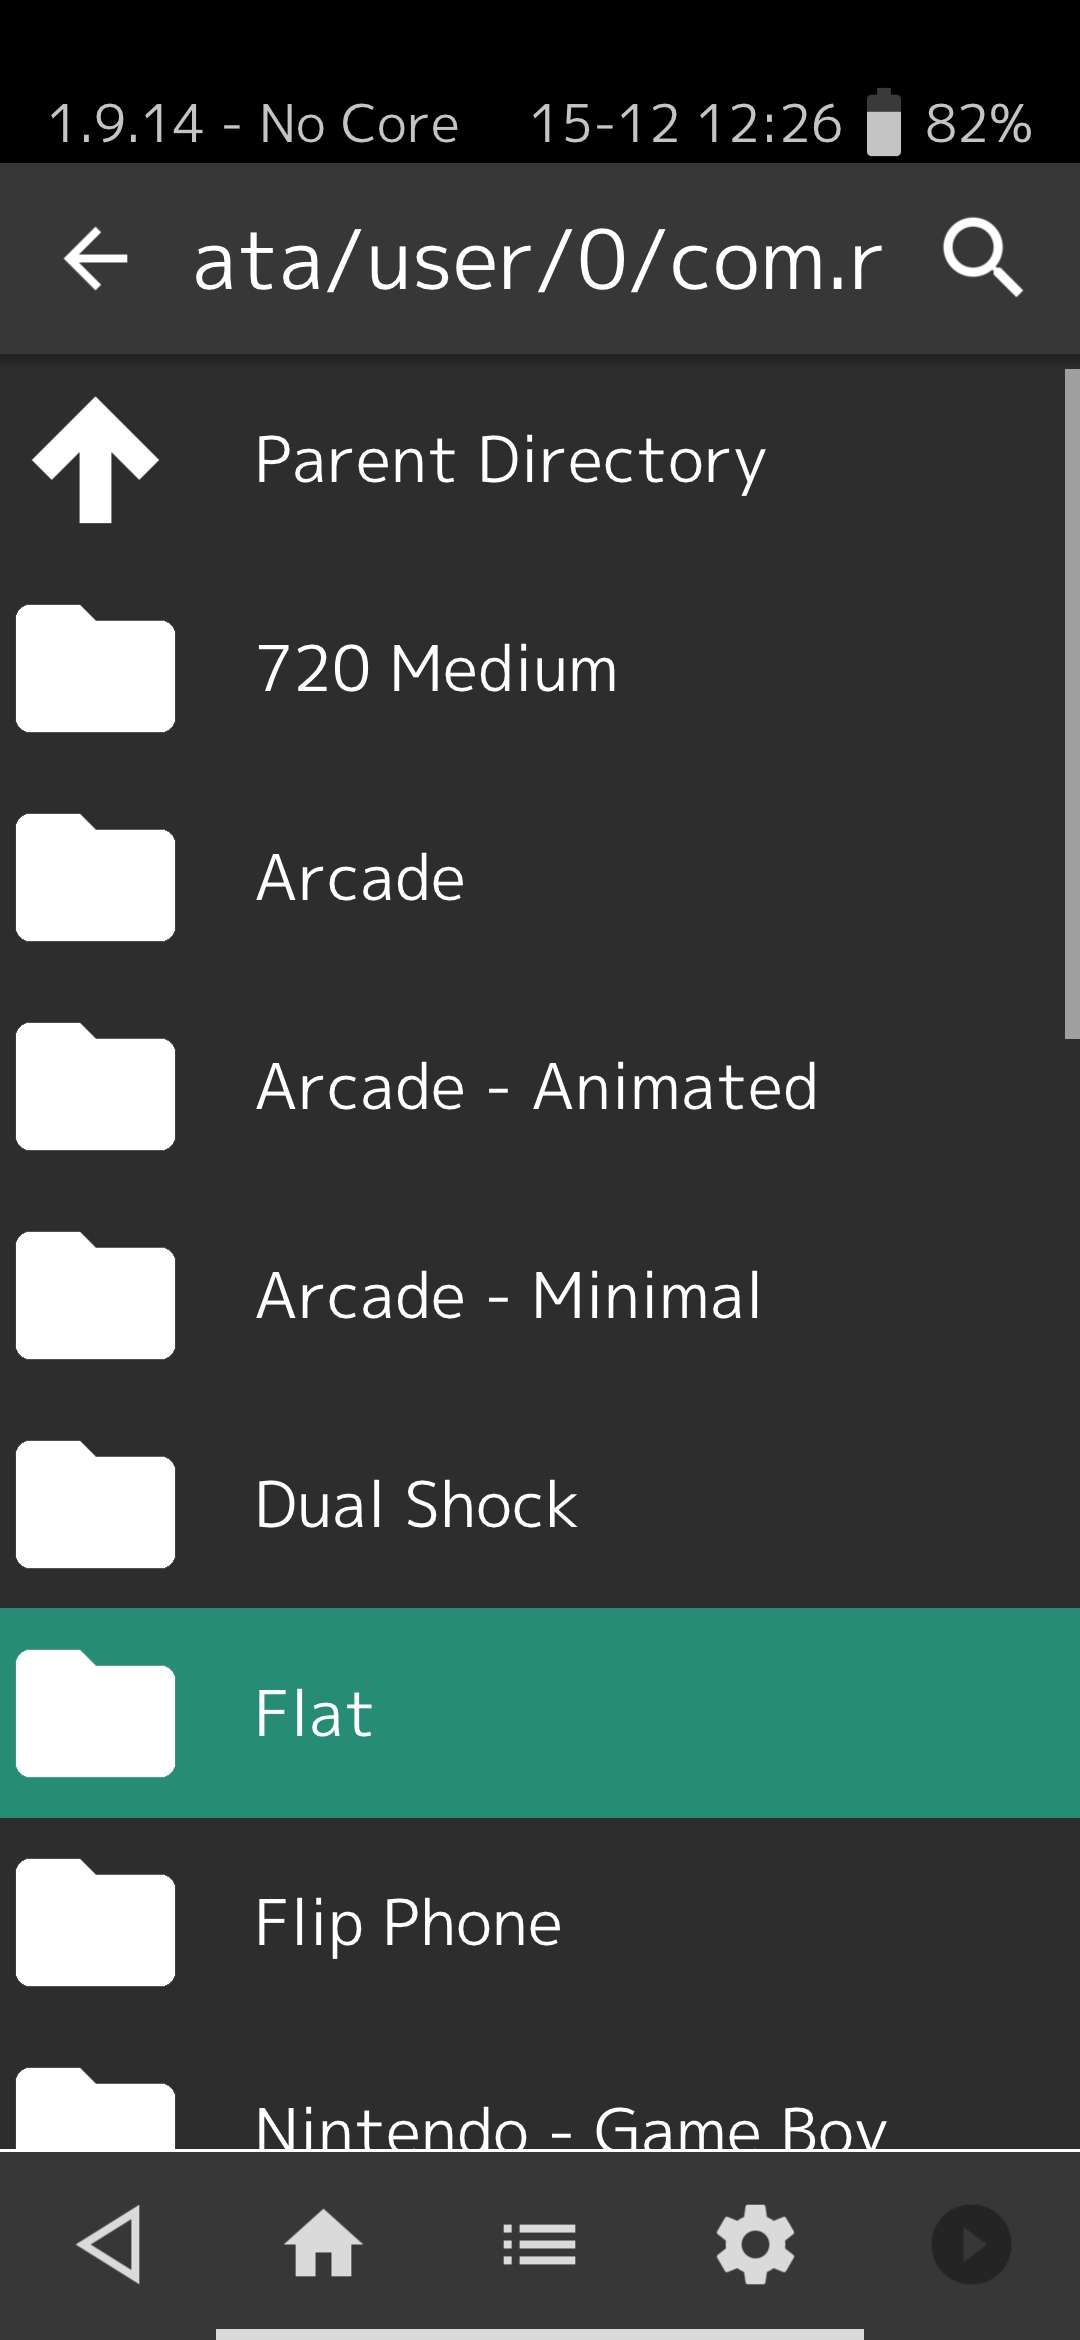 1.9.14 - No Core 15-12 12:26 82%
ata/user/0/com.r
Parent Directory
720 Medium
Arcade
Arcade - Animated
Arcade - Minimal
Dual Shock
Flat
Flip Phone
Nintendo - Game Boy